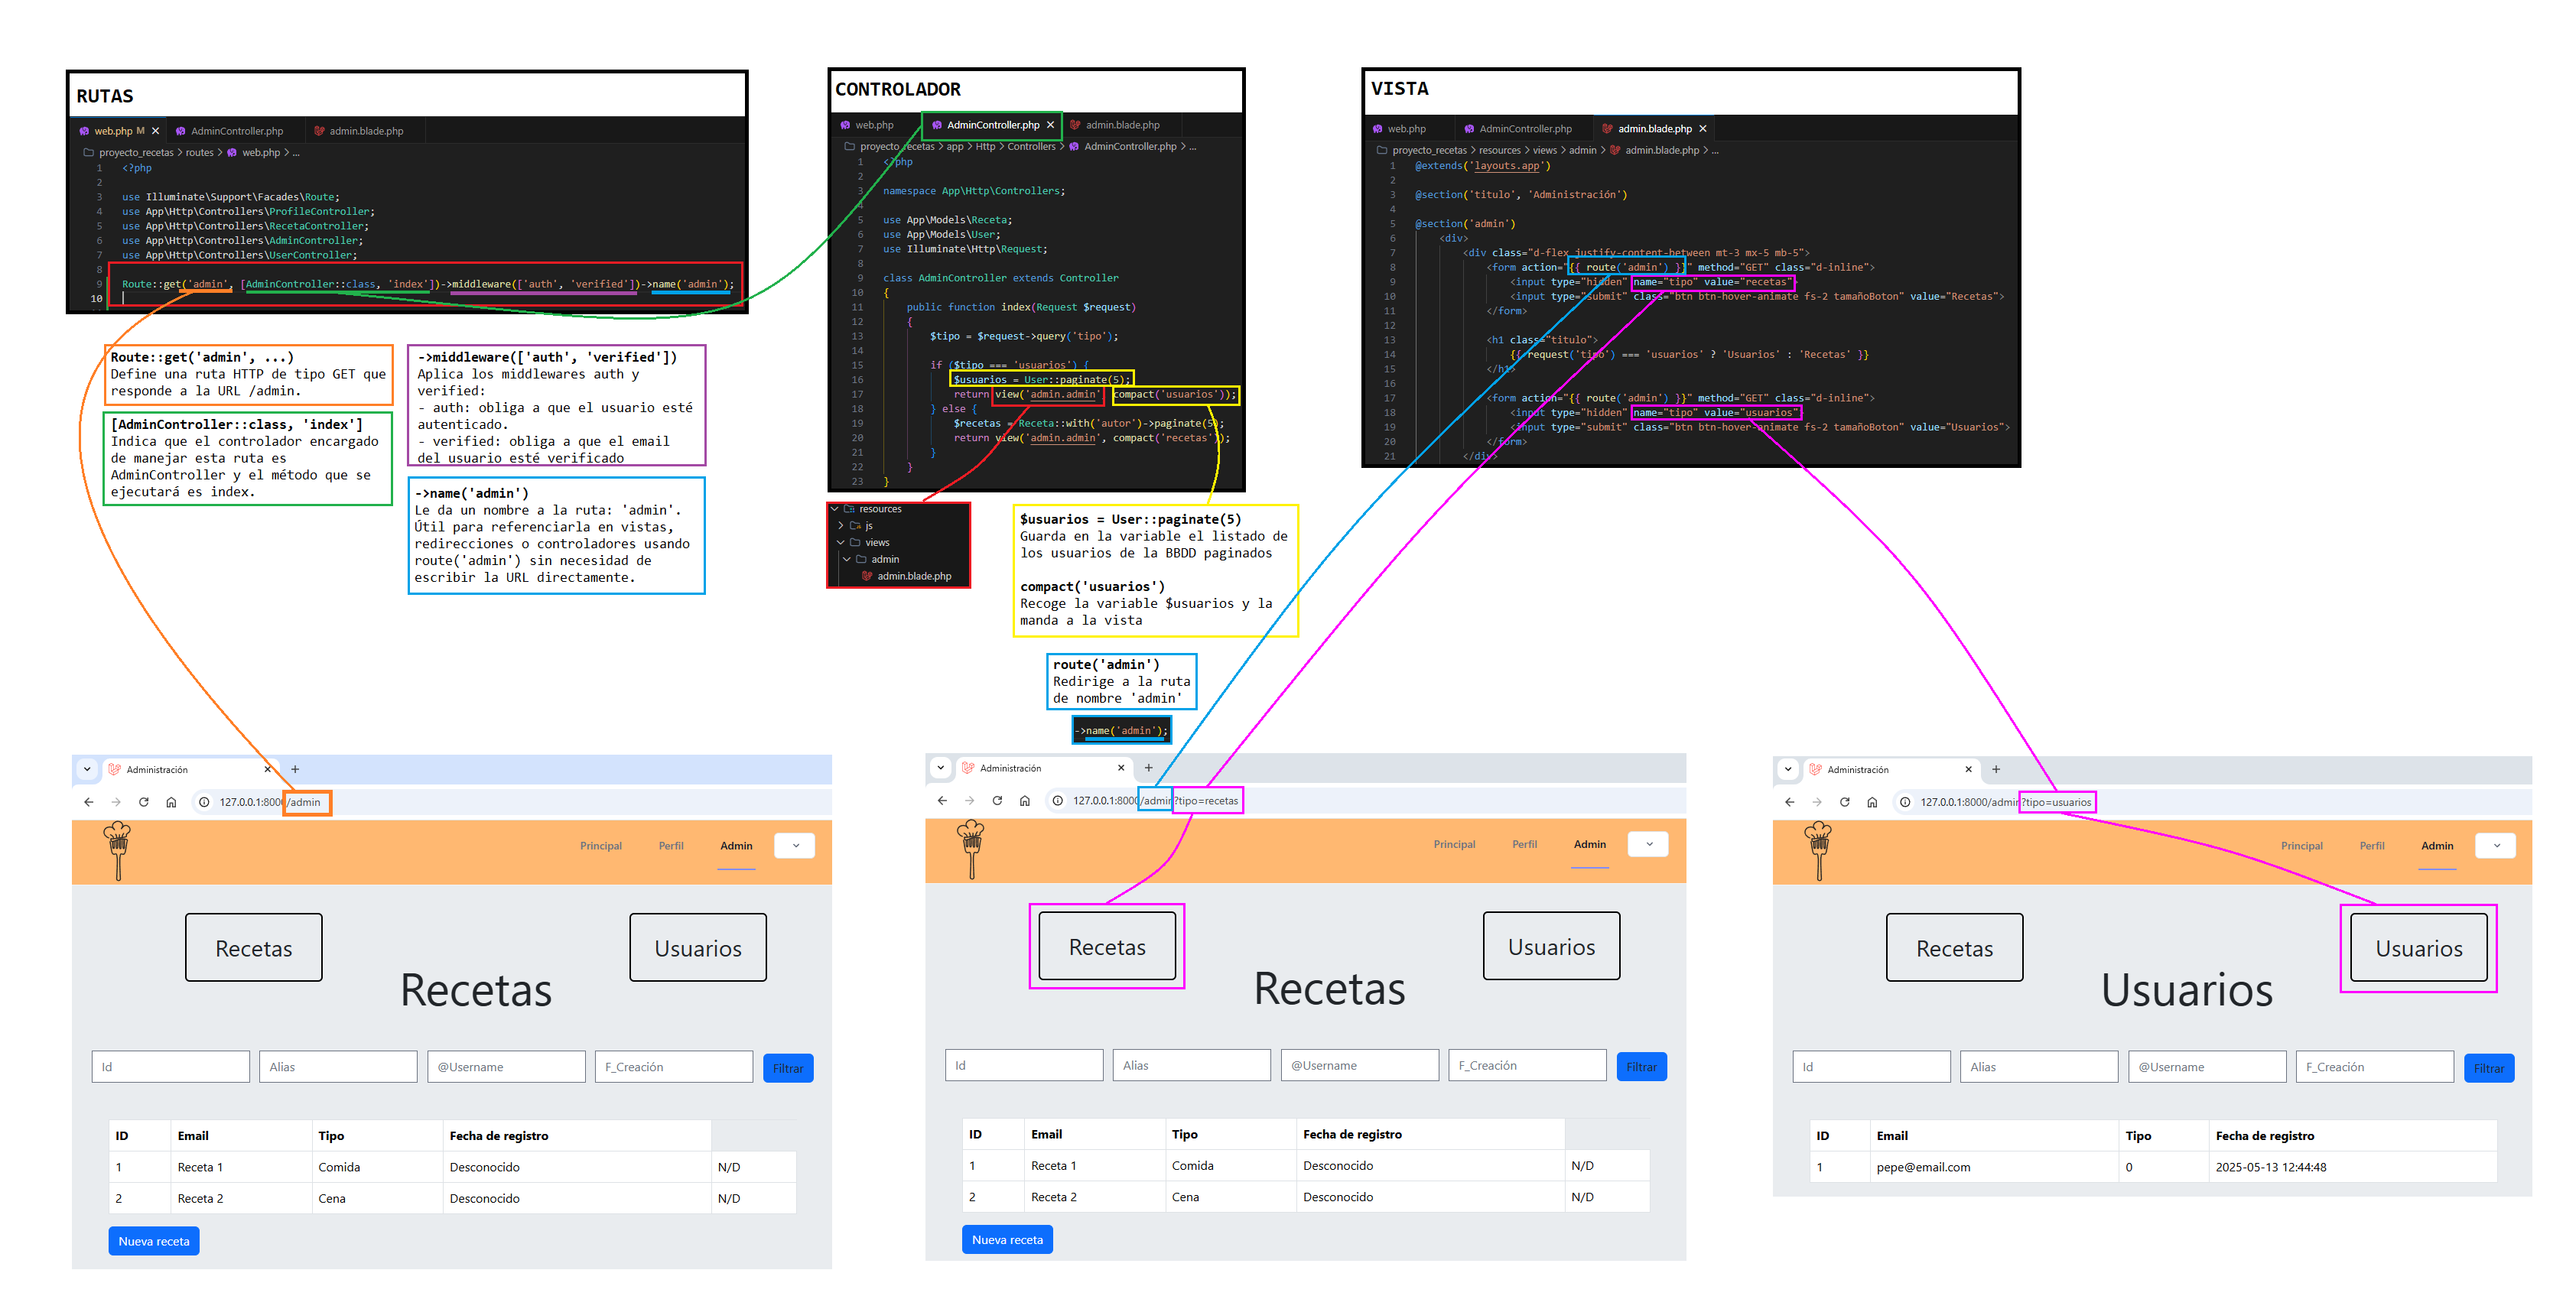 RUTAS
web.php M
AdminController.php
admin.blade.php
proyecto_recetas > routes > web.php > ...
1 <?php
2
3 use Illuminate\Support\Facades\Route;
4 use App\Http\Controllers\ProfileController;
5 use App\Http\Controllers\RecetaController;
6 use App\Http\Controllers\AdminController;
7 use App\Http\Controllers\UserController;
8
9 Route::get('admin', [AdminController::class, 'index'])->middleware(['auth', 'verified'])->name('admin');
10
Route::get('admin', ...)
Define una ruta HTTP de tipo GET que
responde a la URL /admin.
[AdminController::class, 'index']
Indica que el controlador encargado
de manejar esta ruta es
AdminController y el método que se
ejecutará es index.
->middleware(['auth', 'verified'])
Aplica los middlewares auth y
verified:
- auth: obliga a que el usuario esté
autenticado.
- verified: obliga a que el email
del usuario esté verificado
->name('admin')
Le da un nombre a la ruta: 'admin'.
Útil para referenciarla en vistas,
redirecciones o controladores usando
route('admin') sin necesidad de
escribir la URL directamente.
CONTROLADOR
web.php
AdminController.php
admin.blade.php
proyecto_recetas > app > Http > Controllers > AdminController.php > ...
1 <?php
2
3 namespace App\Http\Controllers;
4
5 use App\Models\Receta;
6 use App\Models\User;
7 use Illuminate\Http\Request;
8
9 class AdminController extends Controller
10 {
11 public function index(Request $request)
12 {
13 $tipo = $request->query('tipo');
14
15 if ($tipo === 'usuarios') {
16 $usuarios = User::paginate(5);
17 return view('admin.admin', compact('usuarios'));
18 } else {
19 $recetas = Receta::with('autor')->paginate(5);
20 return view('admin.admin', compact('recetas'));
21 }
22 }
23 }
resources
js
views
admin
admin.blade.php
$usuarios = User::paginate(5)
Guarda en la variable el listado de
los usuarios de la BBDD paginados
compact('usuarios')
Recoge la variable $usuarios y la
manda a la vista
route('admin')
Redirige a la ruta
de nombre 'admin'
->name('admin');
VISTA
web.php
AdminController.php
admin.blade.php
proyecto_recetas > resources > views > admin > admin.blade.php > ...
1 @extends('layouts.app')
2
3 @section('titulo', 'Administración')
4
5 @section('admin')
6 <div>
7 <div class="d-flex justify-content-between mt-3 mx-5 mb-5">
8 <form action="{{ route('admin') }}" method="GET" class="d-inline">
9 <input type="hidden" name="tipo" value="recetas">
10 <input type="submit" class="btn btn-hover-animate fs-2 tamañoBoton" value="Recetas">
11 </form>
12
13 <h1 class="titulo">
14 {{ request('tipo') === 'usuarios' ? 'Usuarios' : 'Recetas' }}
15 </h1>
16
17 <form action="{{ route('admin') }}" method="GET" class="d-inline">
18 <input type="hidden" name="tipo" value="usuarios">
19 <input type="submit" class="btn btn-hover-animate fs-2 tamañoBoton" value="Usuarios">
20 </form>
21 </div>
Administración
127.0.0.1:8000/admin
Principal
Perfil
Admin
Recetas
Usuarios
Recetas
Id
Alias
@Username
F_Creación
Filtrar
ID Email Tipo Fecha de registro
1 Receta 1 Comida Desconocido N/D
2 Receta 2 Cena Desconocido N/D
Nueva receta
Administración
127.0.0.1:8000/admin?tipo=recetas
Principal
Perfil
Admin
Recetas
Usuarios
Recetas
Id
Alias
@Username
F_Creación
Filtrar
ID Email Tipo Fecha de registro
1 Receta 1 Comida Desconocido N/D
2 Receta 2 Cena Desconocido N/D
Nueva receta
Administración
127.0.0.1:8000/admin?tipo=usuarios
Principal
Perfil
Admin
Recetas
Usuarios
Usuarios
Id
Alias
@Username
F_Creación
Filtrar
ID Email Tipo Fecha de registro
1 pepe@email.com 0 2025-05-13 12:44:48